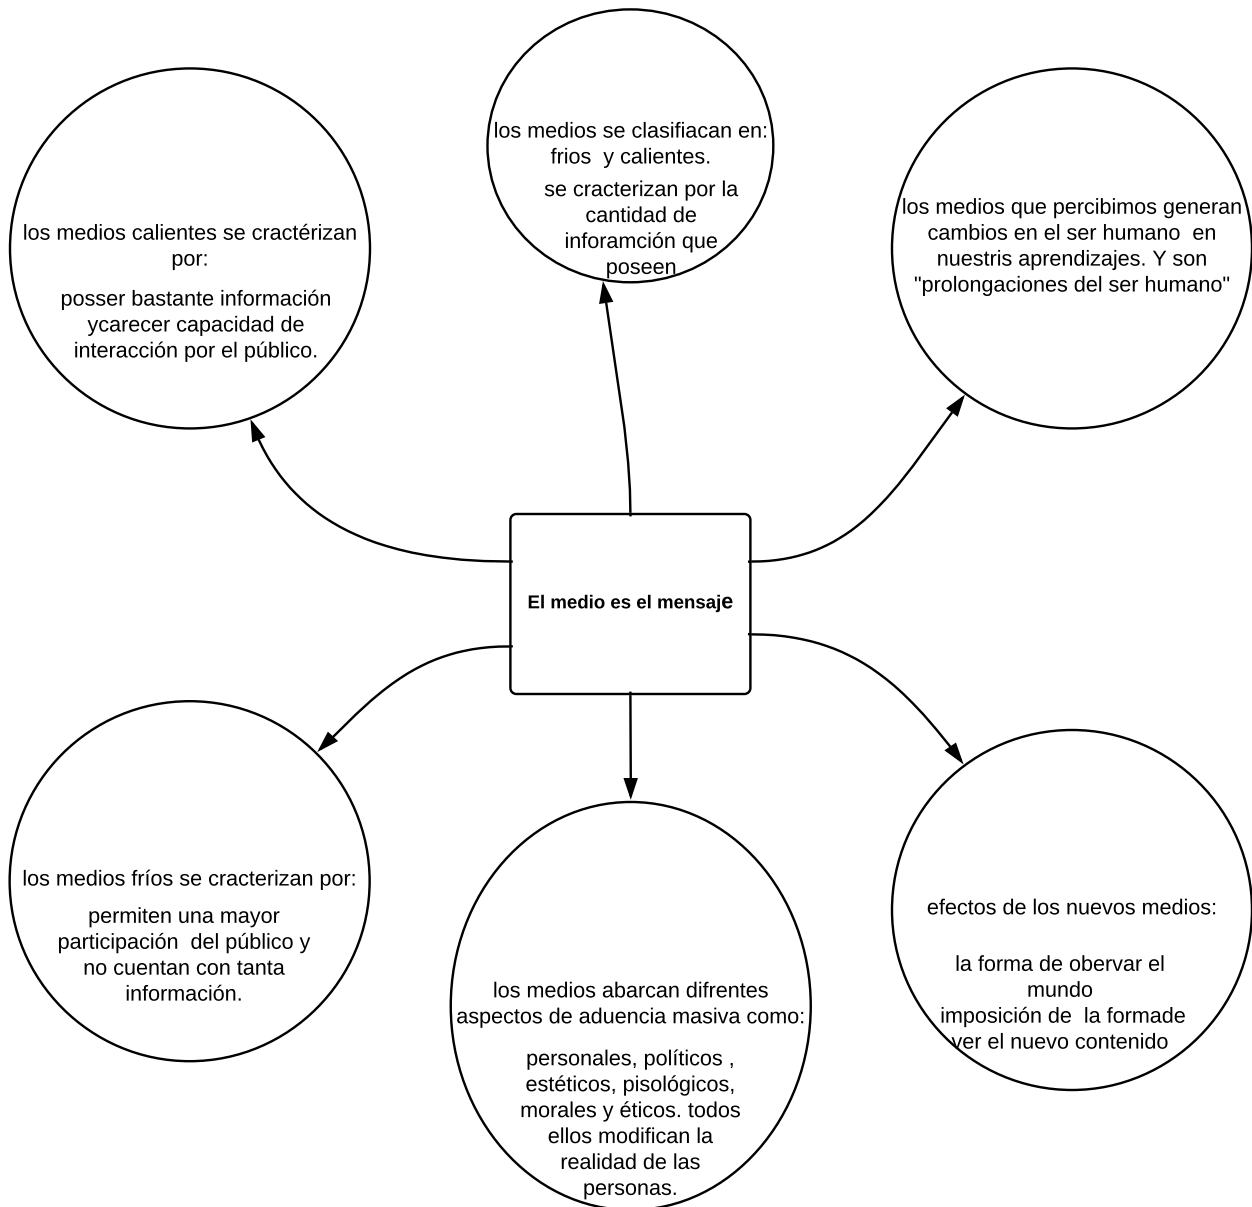 los medios se clasifiacan en:
frios  y calientes.
se cracterizan por la
cantidad de
inforamción que
poseen
los medios calientes se cractérizan
por:
posser bastante información
ycarecer capacidad de
interacción por el público.
los medios que percibimos generan
cambios en el ser humano  en
nuestris aprendizajes. Y son
"prolongaciones del ser humano"
El medio es el mensaje
los medios fríos se cracterizan por:
permiten una mayor
participación  del público y
no cuentan con tanta
información.
los medios abarcan difrentes
aspectos de aduencia masiva como:
personales, políticos ,
estéticos, pisológicos,
morales y éticos. todos
ellos modifican la
realidad de las
personas.
efectos de los nuevos medios:
la forma de obervar el
mundo
imposición de  la formade
ver el nuevo contenido